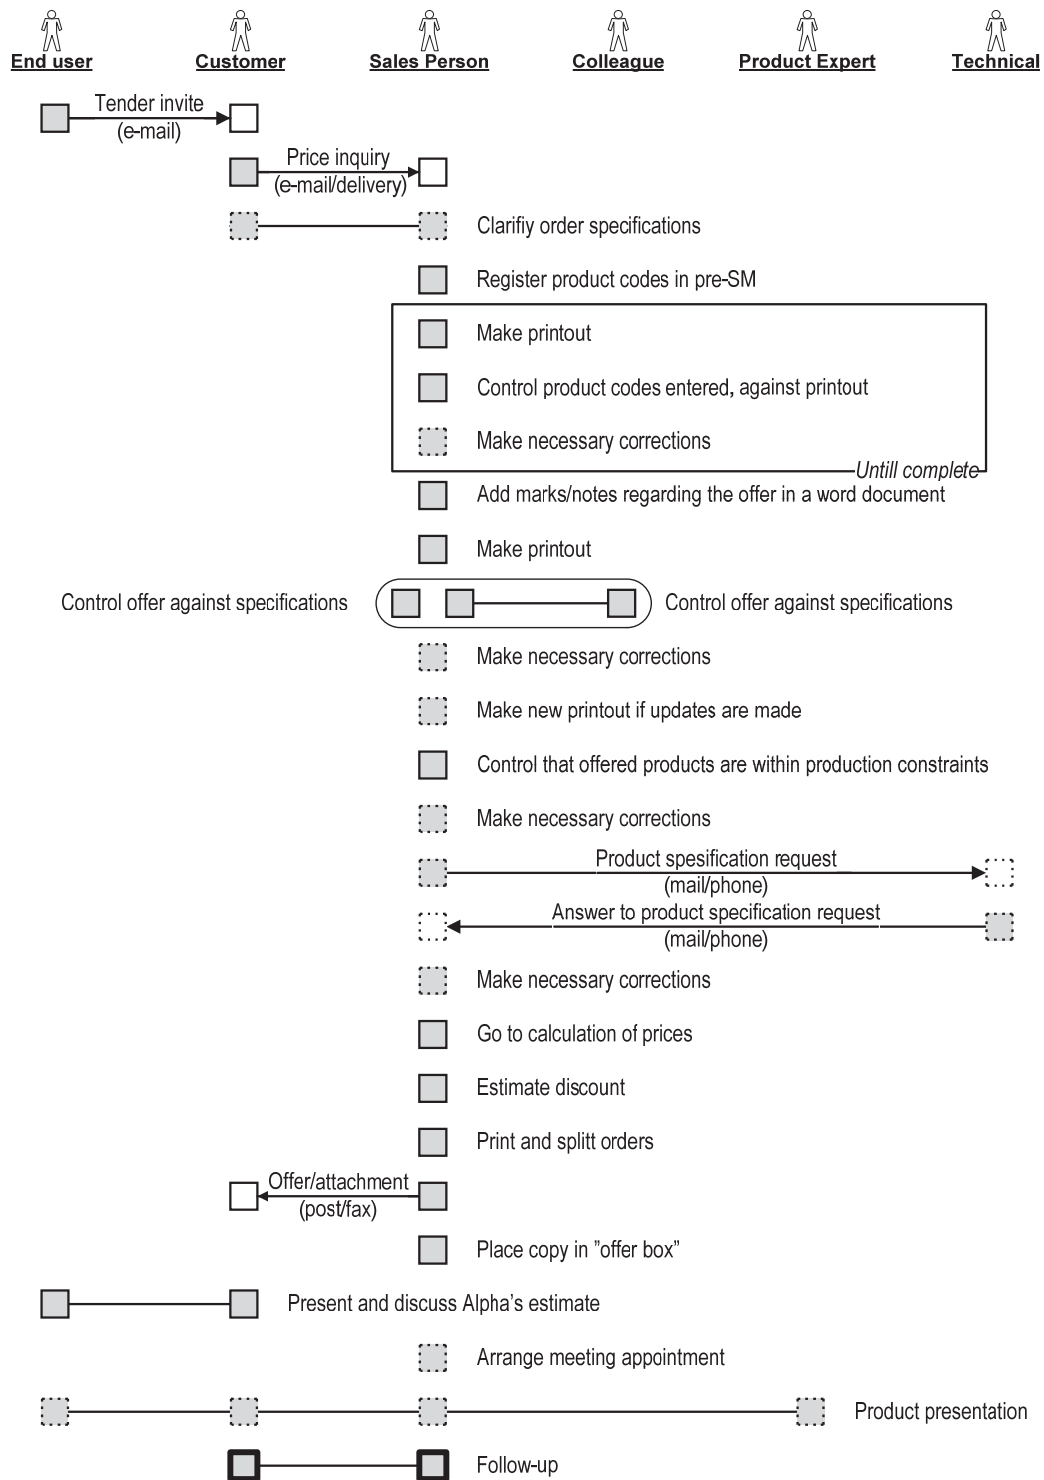 End user Customer Sales Person Colleague Product Expert Technical
Tender invite
(e-mail)
Price inquiry
(e-mail/delivery)
Clarifiy order specifications
Register product codes in pre-SM
Make printout
Control product codes entered, against printout
Make necessary corrections
Untill complete
Add marks/notes regarding the offer in a word document
Make printout
Control offer against specifications Control offer against specifications
Make necessary corrections
Make new printout if updates are made
Control that offered products are within production constraints
Make necessary corrections
Product spesification request
(mail/phone)
Answer to product specification request
(mail/phone)
Make necessary corrections
Go to calculation of prices
Estimate discount
Print and splitt orders
Offer/attachment
(post/fax)
Place copy in ”offer box”
Present and discuss Alpha’s estimate
Arrange meeting appointment
Product presentation
Follow-up